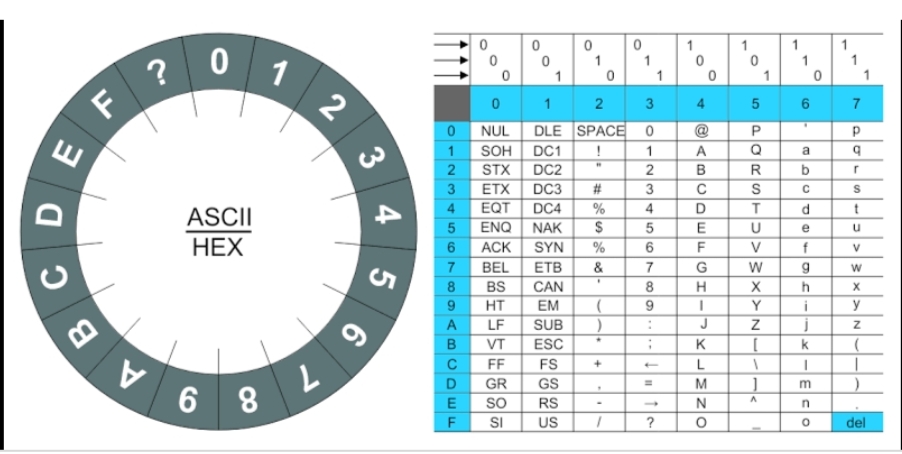 ? 0 1 2 3 4 5 6 7 8 9 A B C D E F
ASCII
HEX
0 0 0 0 1 1 1 1
0 0 1 1 0 0 1 1
0 1 0 1 0 1 0 1
0 1 2 3 4 5 6 7
0 NUL DLE SPACE 0 @ P ' p
1 SOH DC1 ! 1 A Q a q
2 STX DC2 " 2 B R b r
3 ETX DC3 # 3 C S c s
4 EQT DC4 % 4 D T d t
5 ENQ NAK $ 5 E U e u
6 ACK SYN % 6 F V f v
7 BEL ETB & 7 G W g w
8 BS CAN ' 8 H X h x
9 HT EM ( 9 I Y i y
A LF SUB ) : J Z j z
B VT ESC * ; K [ k (
C FF FS + ← L \ l |
D GR GS , = M ] m )
E SO RS - → N ^ n .
F SI US / ? O _ o del